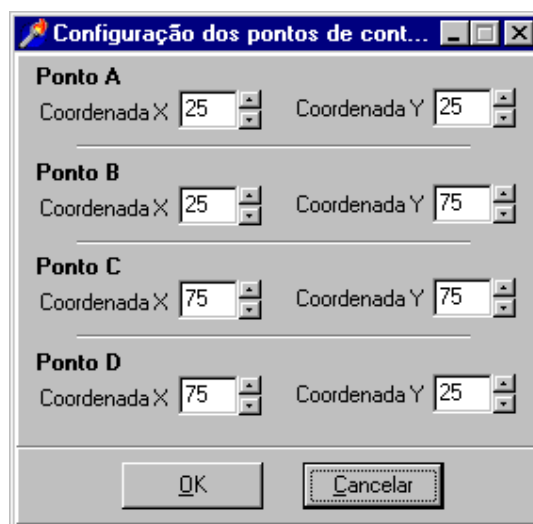 Configuração dos pontos de cont...
Ponto A
Coordenada X 25 Coordenada Y 25
Ponto B
Coordenada X 25 Coordenada Y 75
Ponto C
Coordenada X 75 Coordenada Y 75
Ponto D
Coordenada X 75 Coordenada Y 25
OK Cancelar